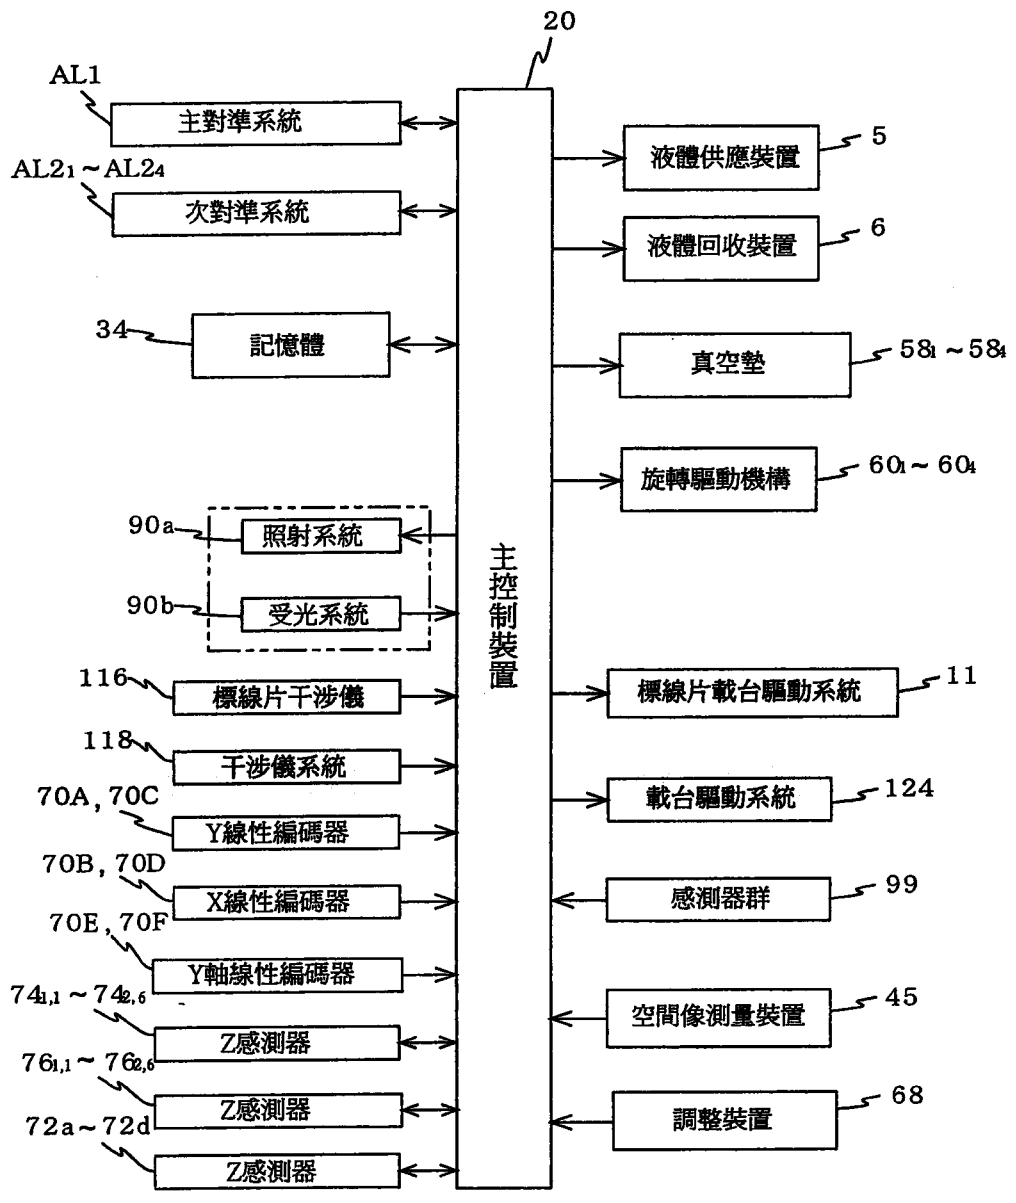 20
AL1
主對準系統
AL2₁～AL2₄
次對準系統
34
記憶體
90a
照射系統
90b
受光系統
116
標線片干涉儀
118
干涉儀系統
70A, 70C
Y線性編碼器
70B, 70D
X線性編碼器
70E, 70F
Y軸線性編碼器
74₁,₁～74₂,₆
Z感測器
76₁,₁～76₂,₆
Z感測器
72a～72d
Z感測器
主控制裝置
液體供應裝置
5
液體回收裝置
6
真空墊
58₁～58₄
旋轉驅動機構
60₁～60₄
標線片載台驅動系統
11
載台驅動系統
124
感測器群
99
空間像測量裝置
45
調整裝置
68